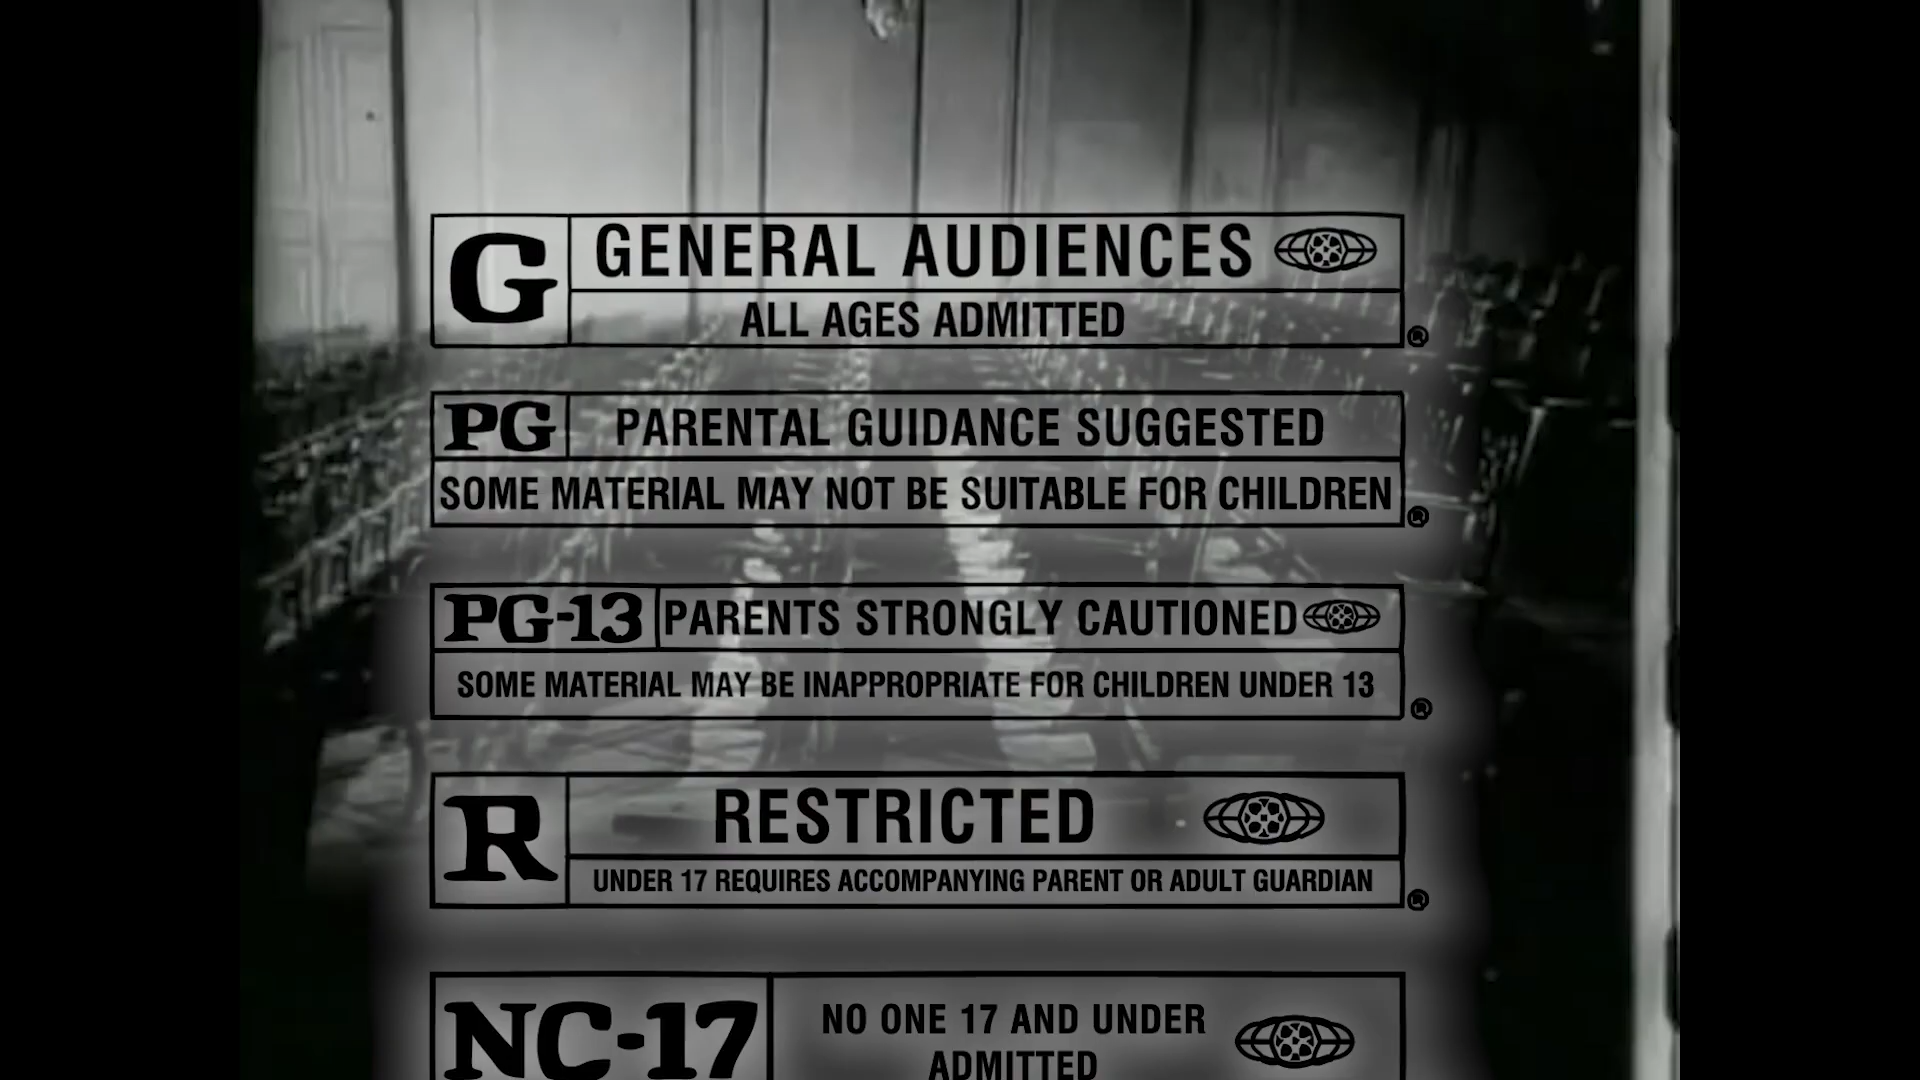 G
GENERAL AUDIENCES
ALL AGES ADMITTED
®
PG
PARENTAL GUIDANCE SUGGESTED
SOME MATERIAL MAY NOT BE SUITABLE FOR CHILDREN
®
PG-13
PARENTS STRONGLY CAUTIONED
SOME MATERIAL MAY BE INAPPROPRIATE FOR CHILDREN UNDER 13
®
R
RESTRICTED
UNDER 17 REQUIRES ACCOMPANYING PARENT OR ADULT GUARDIAN
®
NC-17
NO ONE 17 AND UNDER
ADMITTED